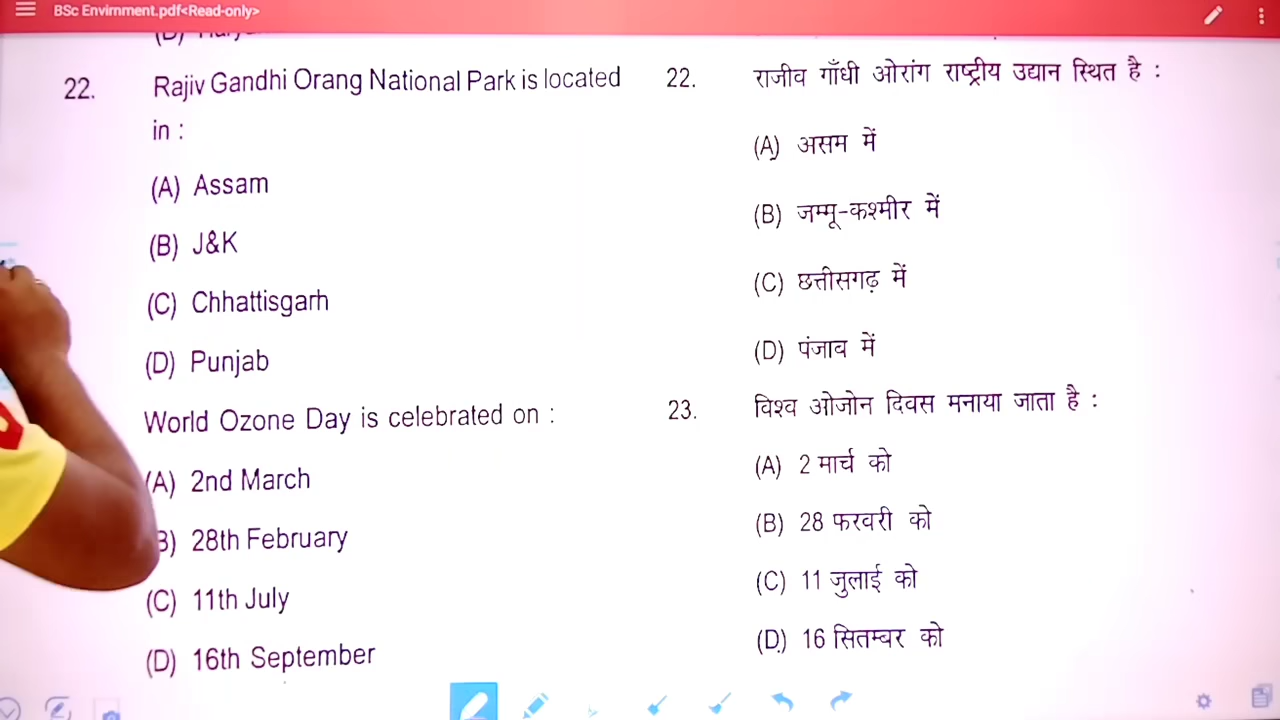 BSc Envimment.pdf<Read-only>
22.
Rajiv Gandhi Orang National Park is located
in :
(A) Assam
(B) J&K
(C) Chhattisgarh
(D) Punjab
World Ozone Day is celebrated on :
(A) 2nd March
B) 28th February
(C) 11th July
(D) 16th September
22.
राजीव गाँधी ओरांग राष्ट्रीय उद्यान स्थित है :
(A) असम में
(B) जम्मू-कश्मीर में
(C) छत्तीसगढ़ में
(D) पंजाब में
23.
विश्व ओजोन दिवस मनाया जाता है :
(A) 2 मार्च को
(B) 28 फरवरी को
(C) 11 जुलाई को
(D) 16 सितम्बर को